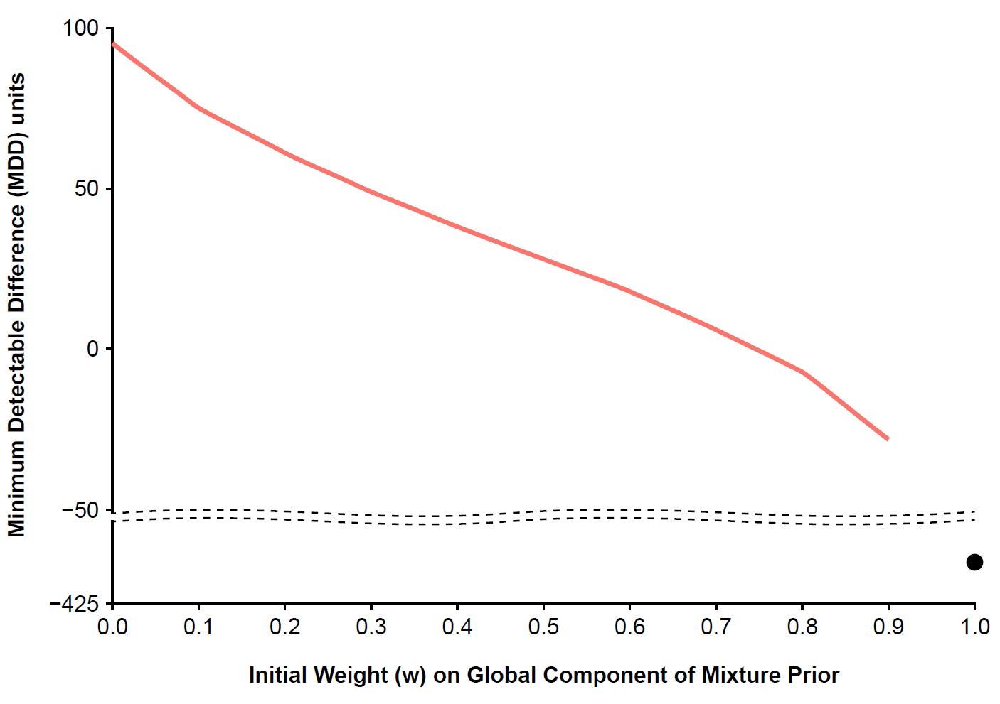 Minimum Detectable Difference (MDD) units
100
50
0
−50
−425
0.0 0.1 0.2 0.3 0.4 0.5 0.6 0.7 0.8 0.9 1.0
Initial Weight (w) on Global Component of Mixture Prior